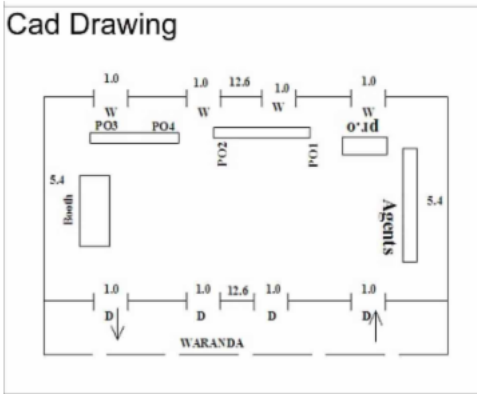 Cad Drawing
1.0 1.0 12.6 1.0 1.0
W W W W
PO3 PO4 pr.o
PO2 PO1
5.4 Booth Agents 5.4
1.0 1.0 12.6 1.0 1.0
D D D D
WARANDA